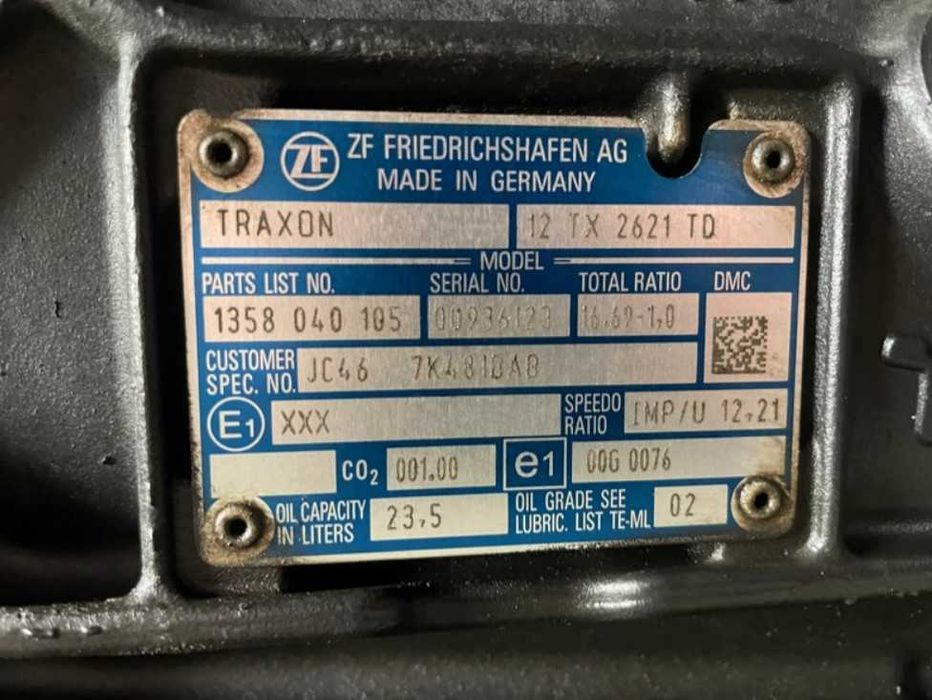 ZF ZF FRIEDRICHSHAFEN AG
MADE IN GERMANY
TRAXON 12 TX 2621 TD
MODEL
PARTS LIST NO. SERIAL NO. TOTAL RATIO DMC
1358 040 105 00936123 16.69-1,0
CUSTOMER SPEC. NO. JC46 7K481BAB
E1 XXX SPEEDO RATIO IMP/U 12,21
CO2 001.00 e1 00G 0076
OIL CAPACITY IN LITERS 23,5 OIL GRADE SEE LUBRIC. LIST TE-ML 02